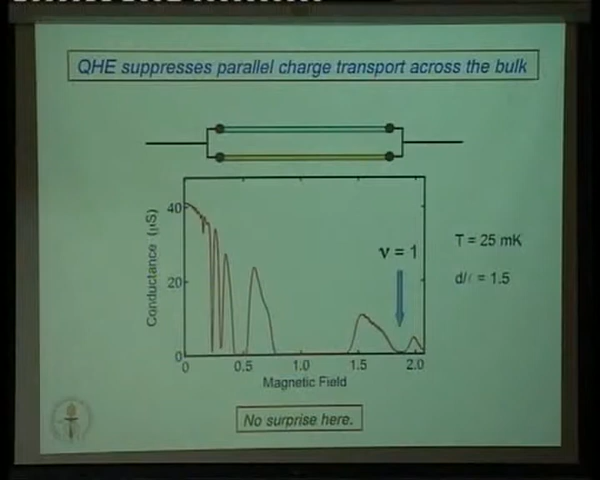 QHE suppresses parallel charge transport across the bulk
Conductance (μS)
40
20
0
ν = 1
T = 25 mK
d/ℓ = 1.5
0
0.5
1.0
1.5
2.0
Magnetic Field
No surprise here.